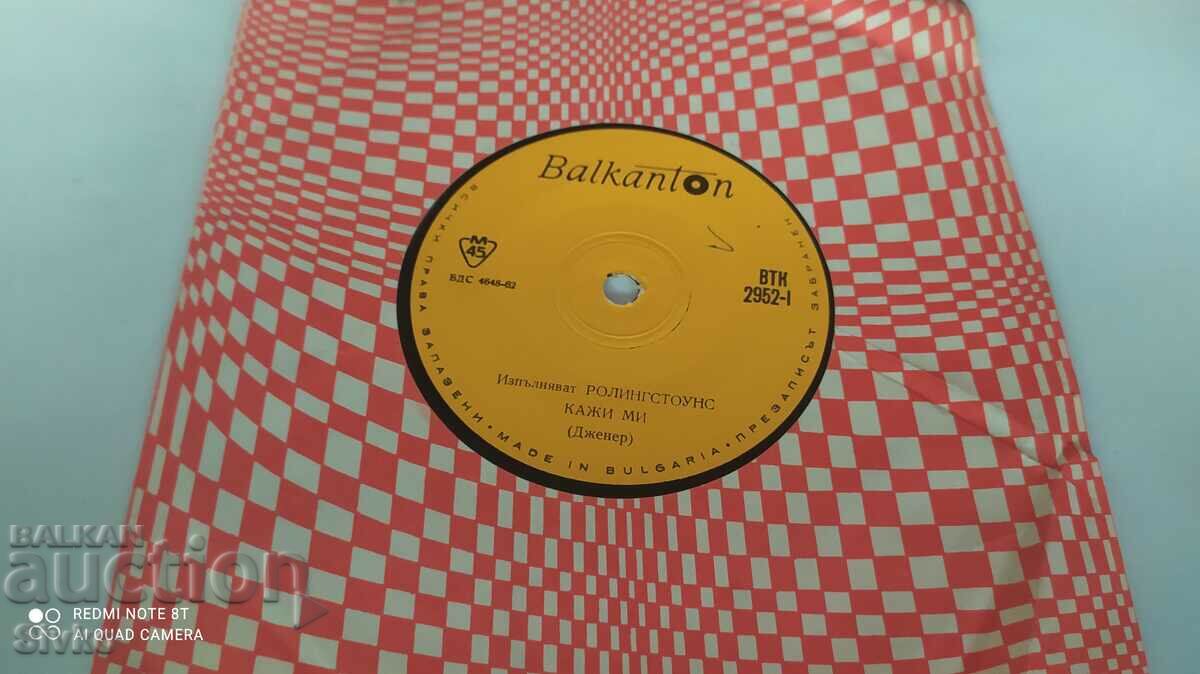 Balkanton
М
45
БДС 4648-62
ВТК
2952-I
Изпълняват РОЛИНГСТОУНС
КАЖИ МИ
(Дженер)
ВСИЧКИ ПРАВА ЗАПАЗЕНИ • MADE IN BULGARIA • ПРЕЗАПИСЪТ ЗАБРАНЕН
BALKAN
auction
REDMI NOTE 8T
AI QUAD CAMERA
Sivks